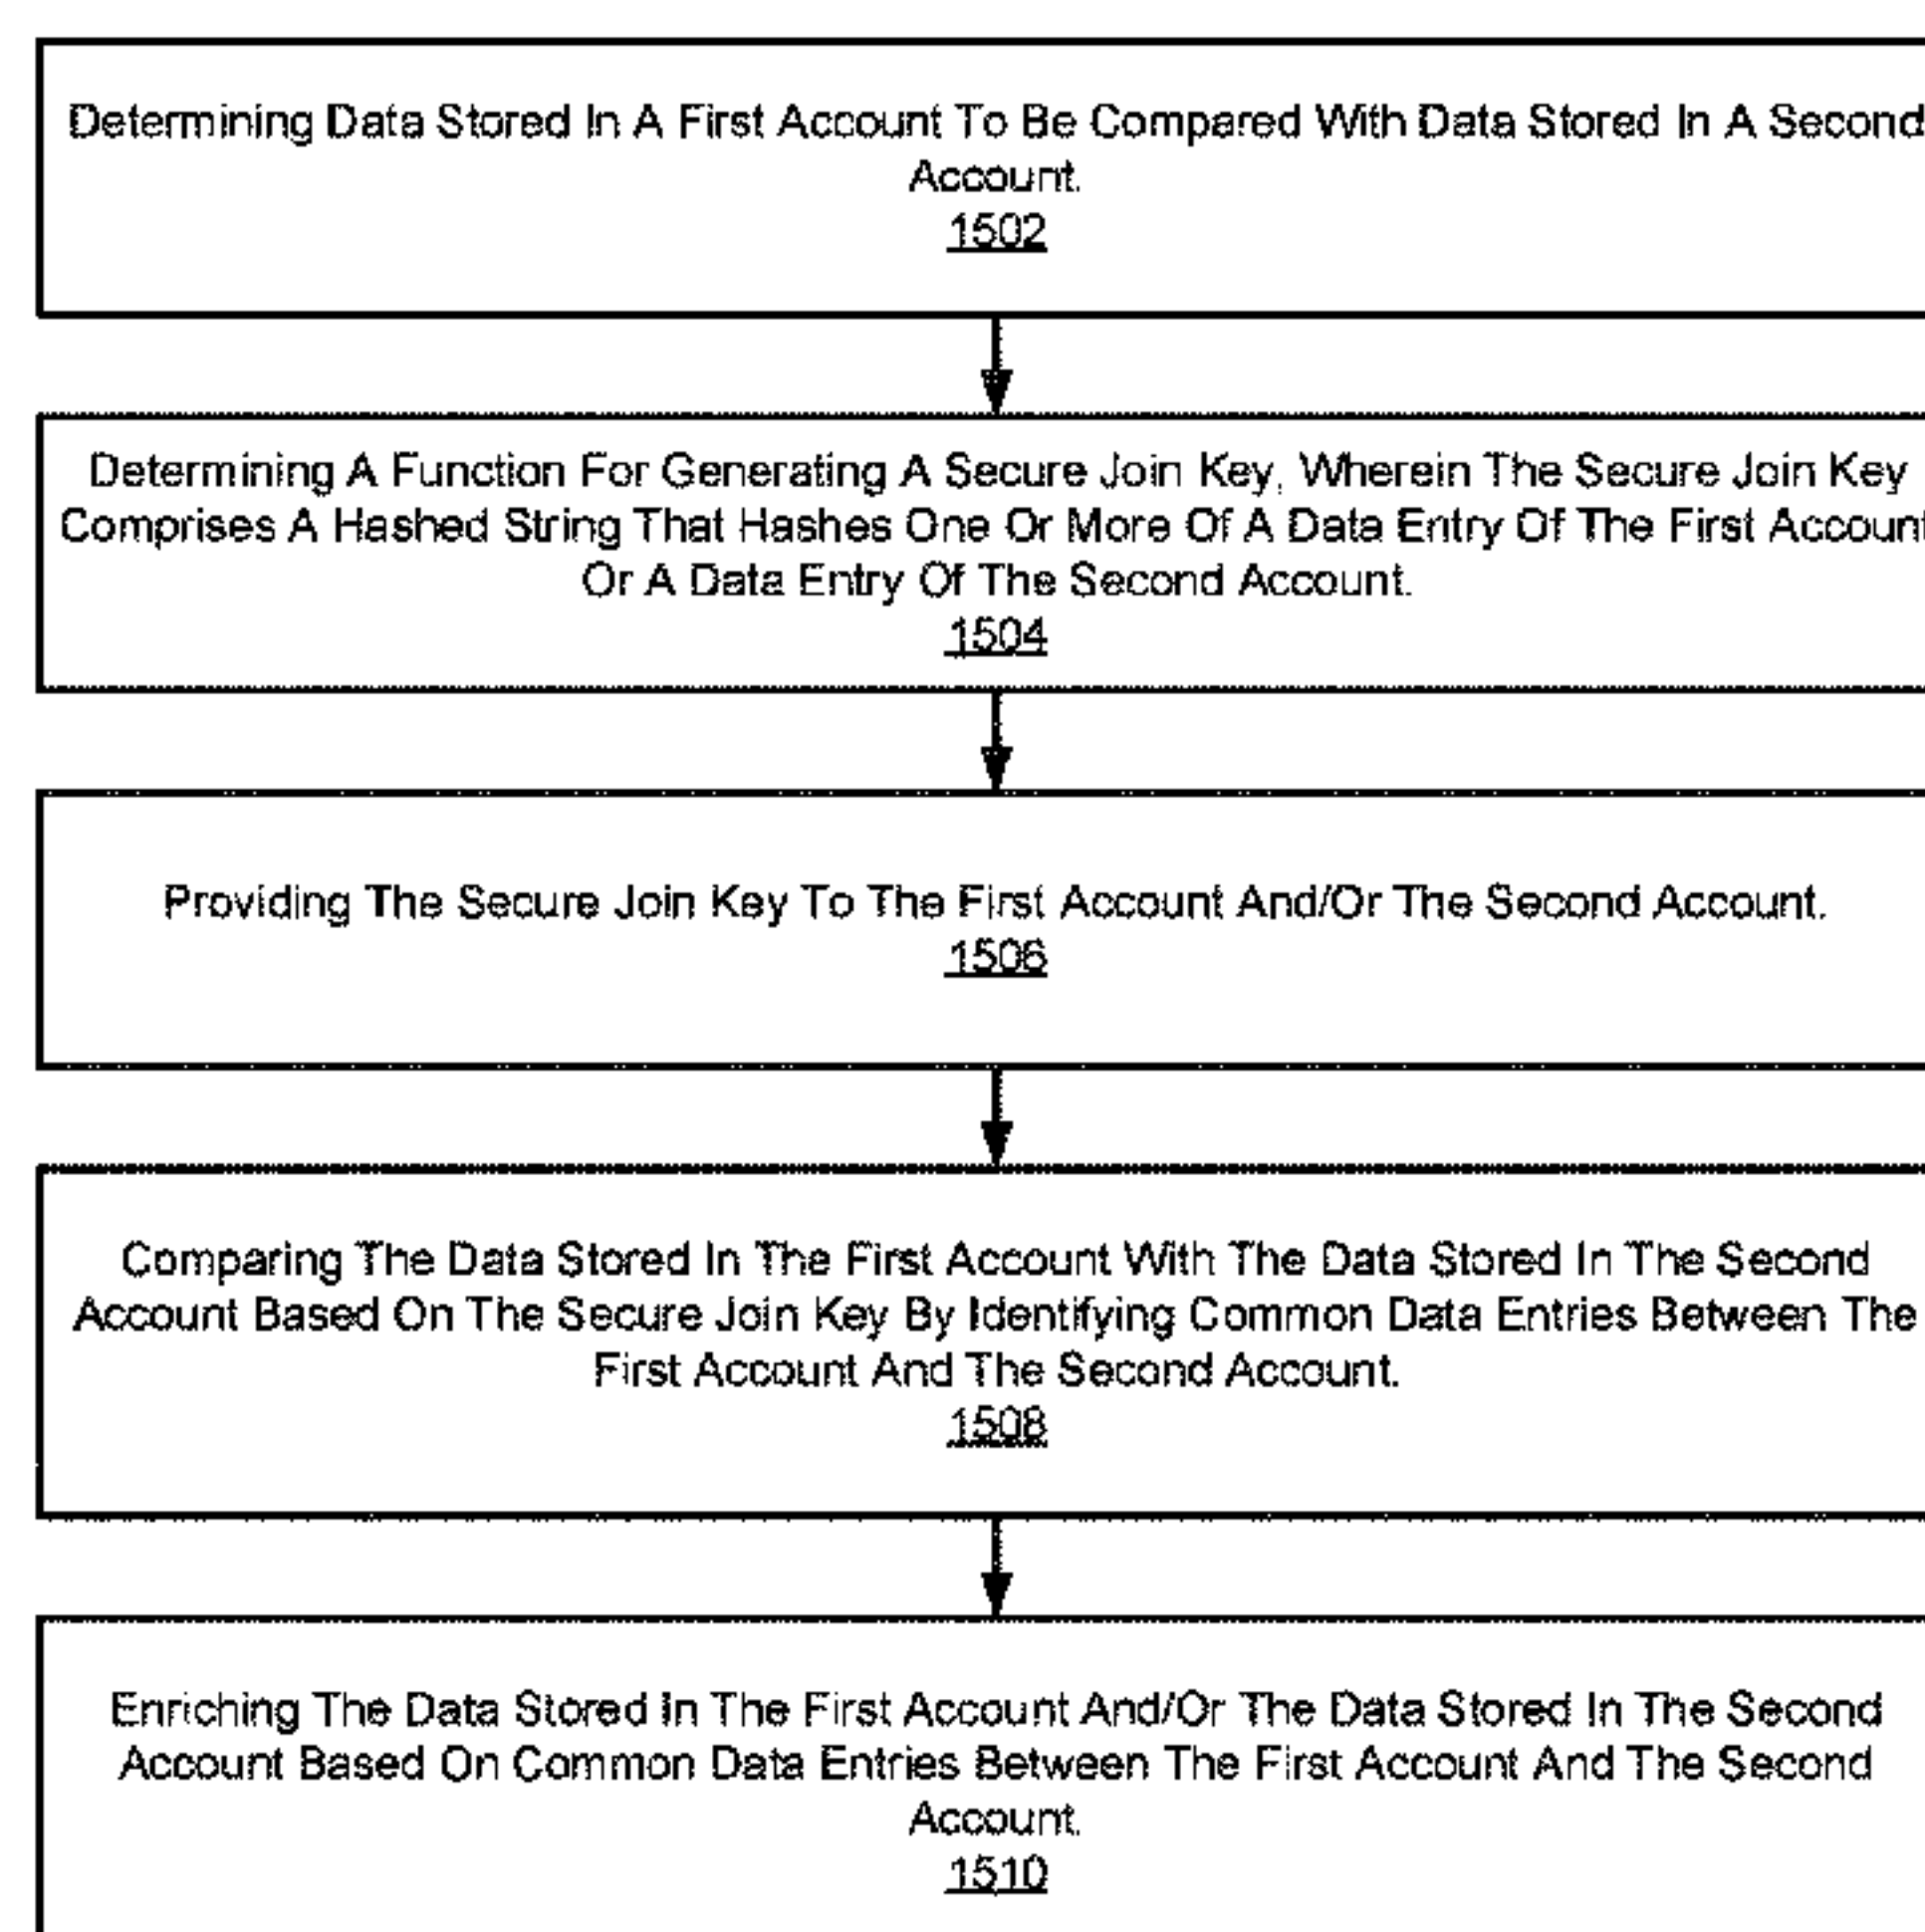 Determining Data Stored In A First Account To Be Compared With Data Stored In A Second
Account.
1502
Determining A Function For Generating A Secure Join Key, Wherein The Secure Join Key
Comprises A Hashed String That Hashes One Or More Of A Data Entry Of The First Account
Or A Data Entry Of The Second Account.
1504
Providing The Secure Join Key To The First Account And/Or The Second Account.
1506
Comparing The Data Stored In The First Account With The Data Stored In The Second
Account Based On The Secure Join Key By Identifying Common Data Entries Between The
First Account And The Second Account.
1508
Enriching The Data Stored In The First Account And/Or The Data Stored In The Second
Account Based On Common Data Entries Between The First Account And The Second
Account.
1510